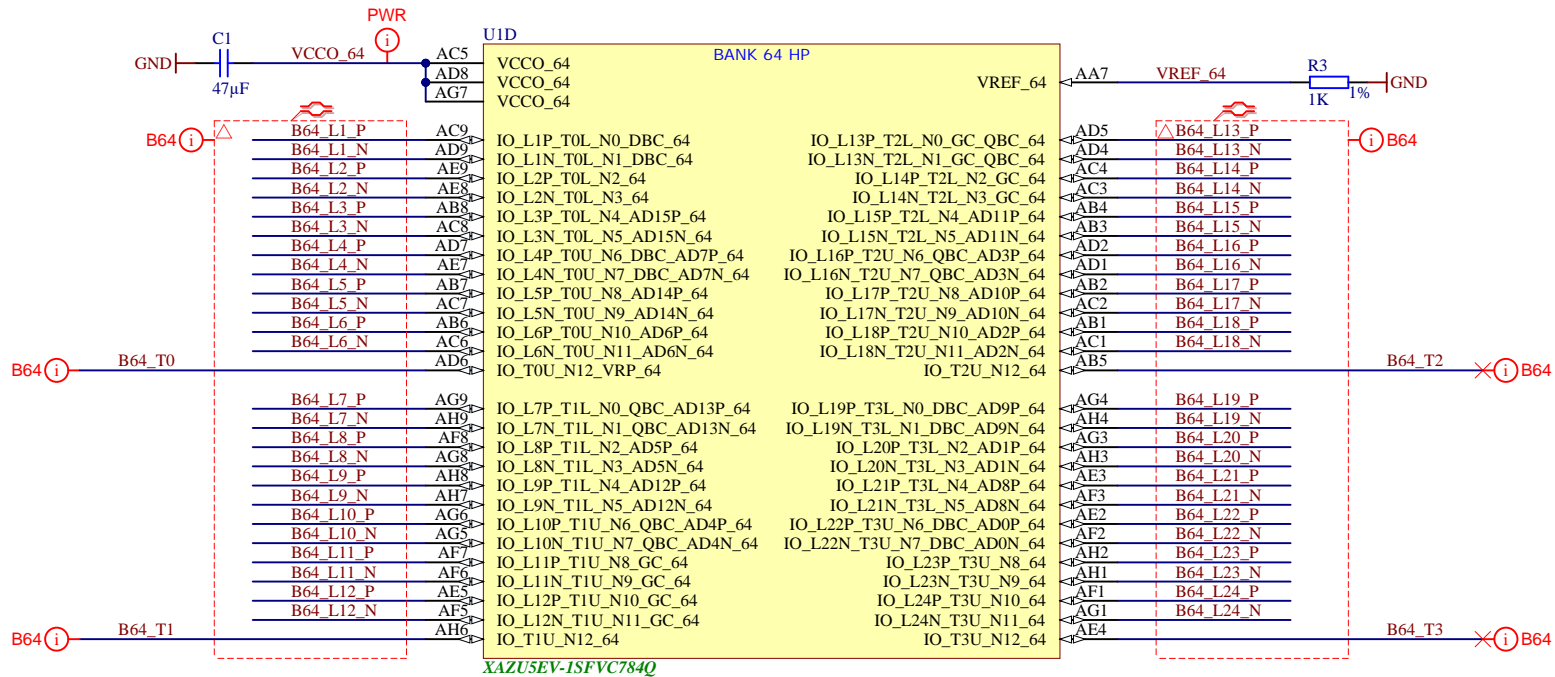 PWR
C1
VCCO_64
AC5
U1D
BANK 64 HP
GND
47µF
VCCO_64
AD8
VCCO_64
AG7
VCCO_64
VREF_64
AA7
VREF_64
R3
1K
1%
GND
B64
B64_L1_P AC9 IO_L1P_T0L_N0_DBC_64 IO_L13P_T2L_N0_GC_QBC_64 AD5 B64_L13_P
B64
B64_L1_N AD9 IO_L1N_T0L_N1_DBC_64 IO_L13N_T2L_N1_GC_QBC_64 AD4 B64_L13_N
B64_L2_P AE9 IO_L2P_T0L_N2_64 IO_L14P_T2L_N2_GC_64 AC4 B64_L14_P
B64_L2_N AE8 IO_L2N_T0L_N3_64 IO_L14N_T2L_N3_GC_64 AC3 B64_L14_N
B64_L3_P AB8 IO_L3P_T0L_N4_AD15P_64 IO_L15P_T2L_N4_AD11P_64 AB4 B64_L15_P
B64_L3_N AC8 IO_L3N_T0L_N5_AD15N_64 IO_L15N_T2L_N5_AD11N_64 AB3 B64_L15_N
B64_L4_P AD7 IO_L4P_T0U_N6_DBC_AD7P_64 IO_L16P_T2U_N6_QBC_AD3P_64 AD2 B64_L16_P
B64_L4_N AE7 IO_L4N_T0U_N7_DBC_AD7N_64 IO_L16N_T2U_N7_QBC_AD3N_64 AD1 B64_L16_N
B64_L5_P AB7 IO_L5P_T0U_N8_AD14P_64 IO_L17P_T2U_N8_AD10P_64 AB2 B64_L17_P
B64_L5_N AC7 IO_L5N_T0U_N9_AD14N_64 IO_L17N_T2U_N9_AD10N_64 AC2 B64_L17_N
B64_L6_P AB6 IO_L6P_T0U_N10_AD6P_64 IO_L18P_T2U_N10_AD2P_64 AB1 B64_L18_P
B64_L6_N AC6 IO_L6N_T0U_N11_AD6N_64 IO_L18N_T2U_N11_AD2N_64 AC1 B64_L18_N
B64 B64_T0 AD6 IO_T0U_N12_VRP_64 IO_T2U_N12_64 AB5 B64_T2 B64
B64_L7_P AG9 IO_L7P_T1L_N0_QBC_AD13P_64 IO_L19P_T3L_N0_DBC_AD9P_64 AG4 B64_L19_P
B64_L7_N AH9 IO_L7N_T1L_N1_QBC_AD13N_64 IO_L19N_T3L_N1_DBC_AD9N_64 AH4 B64_L19_N
B64_L8_P AF8 IO_L8P_T1L_N2_AD5P_64 IO_L20P_T3L_N2_AD1P_64 AG3 B64_L20_P
B64_L8_N AG8 IO_L8N_T1L_N3_AD5N_64 IO_L20N_T3L_N3_AD1N_64 AH3 B64_L20_N
B64_L9_P AH8 IO_L9P_T1L_N4_AD12P_64 IO_L21P_T3L_N4_AD8P_64 AE3 B64_L21_P
B64_L9_N AH7 IO_L9N_T1L_N5_AD12N_64 IO_L21N_T3L_N5_AD8N_64 AF3 B64_L21_N
B64_L10_P AG6 IO_L10P_T1U_N6_QBC_AD4P_64 IO_L22P_T3U_N6_DBC_AD0P_64 AE2 B64_L22_P
B64_L10_N AG5 IO_L10N_T1U_N7_QBC_AD4N_64 IO_L22N_T3U_N7_DBC_AD0N_64 AF2 B64_L22_N
B64_L11_P AF7 IO_L11P_T1U_N8_GC_64 IO_L23P_T3U_N8_64 AH2 B64_L23_P
B64_L11_N AF6 IO_L11N_T1U_N9_GC_64 IO_L23N_T3U_N9_64 AH1 B64_L23_N
B64_L12_P AE5 IO_L12P_T1U_N10_GC_64 IO_L24P_T3U_N10_64 AF1 B64_L24_P
B64_L12_N AF5 IO_L12N_T1U_N11_GC_64 IO_L24N_T3U_N11_64 AG1 B64_L24_N
B64 B64_T1 AH6 IO_T1U_N12_64 IO_T3U_N12_64 AE4 B64_T3 B64
XAZU5EV-1SFVC784Q